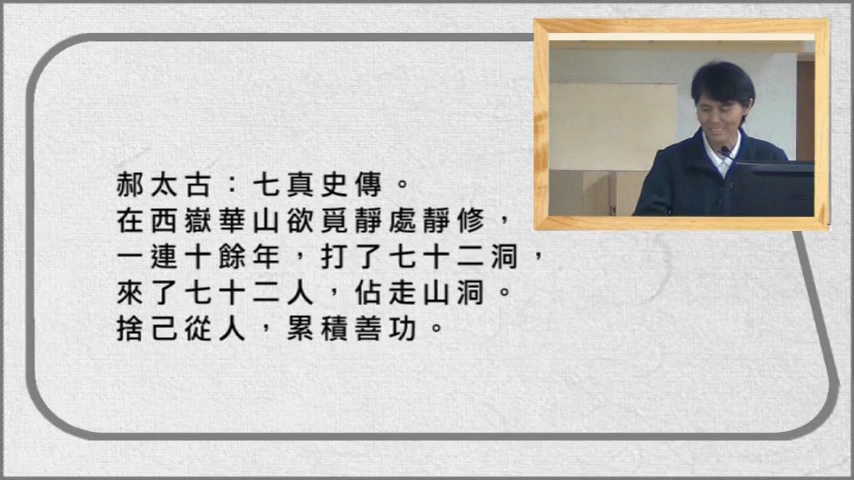 郝太古：七真史傳。
在西嶽華山欲覓靜處靜修，
一連十餘年，打了七十二洞，
來了七十二人，佔走山洞。
捨己從人，累積善功。